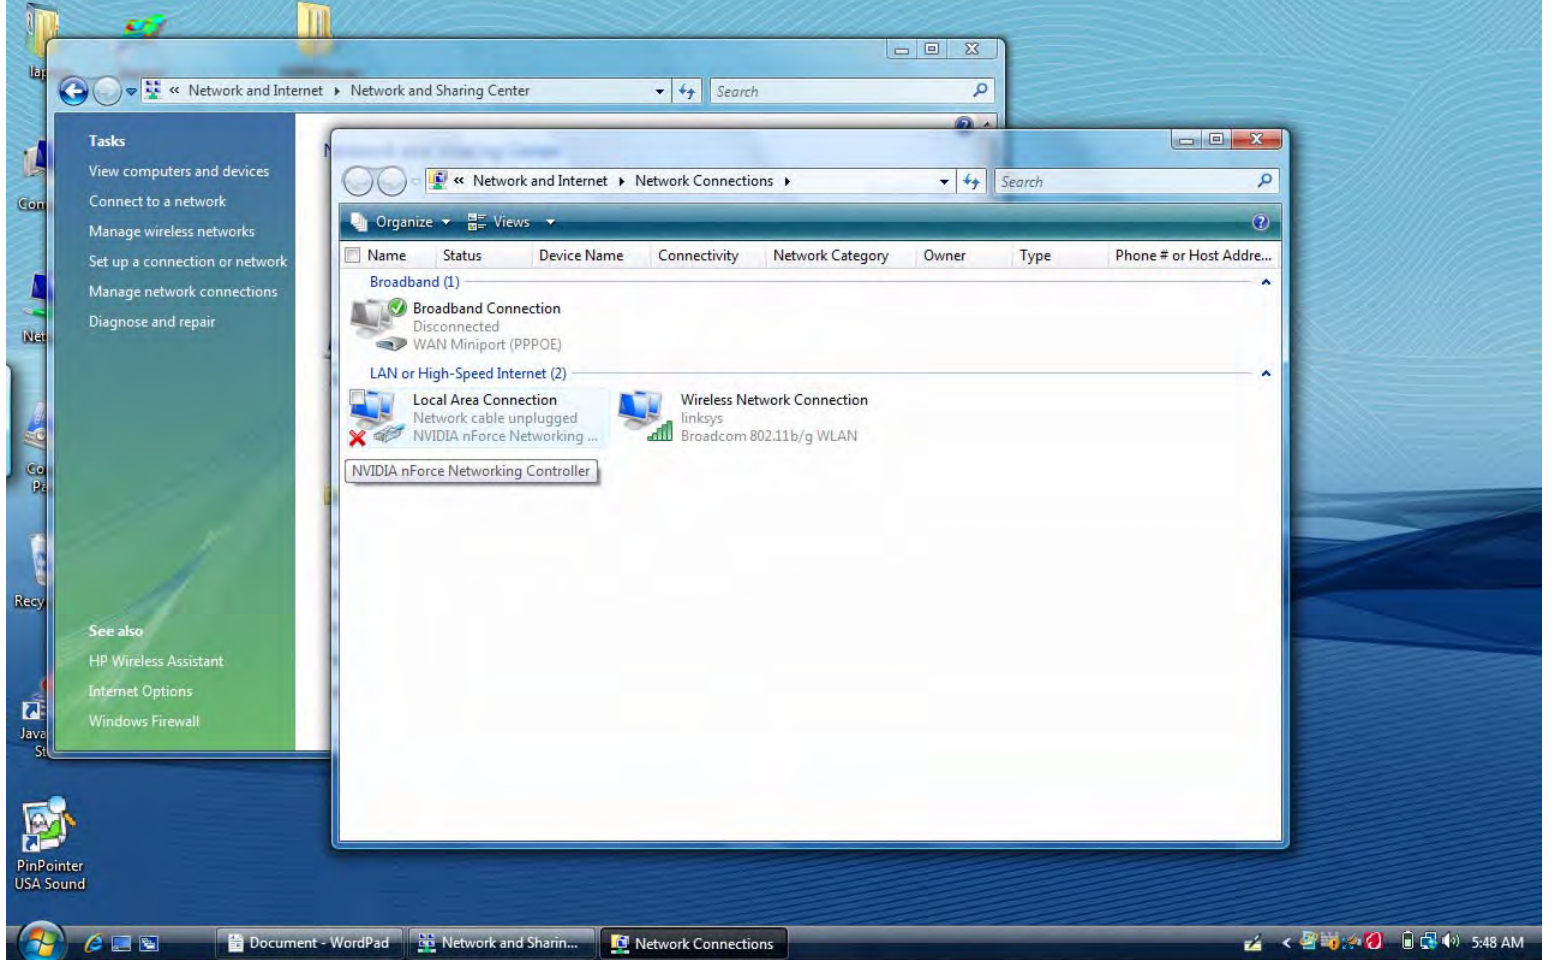 « Network and Internet ▸ Network and Sharing Center
Search
Tasks
View computers and devices
Connect to a network
Manage wireless networks
Set up a connection or network
Manage network connections
Diagnose and repair
See also
HP Wireless Assistant
Internet Options
Windows Firewall
« Network and Internet ▸ Network Connections ▸
Search
Organize Views
Name Status Device Name Connectivity Network Category Owner Type Phone # or Host Addre...
Broadband (1)
Broadband Connection
Disconnected
WAN Miniport (PPPOE)
LAN or High-Speed Internet (2)
Local Area Connection
Network cable unplugged
NVIDIA nForce Networking ...
Wireless Network Connection
linksys
Broadcom 802.11b/g WLAN
NVIDIA nForce Networking Controller
Recy
Java
St
PinPointer
USA Sound
Document - WordPad
Network and Sharin...
Network Connections
5:48 AM